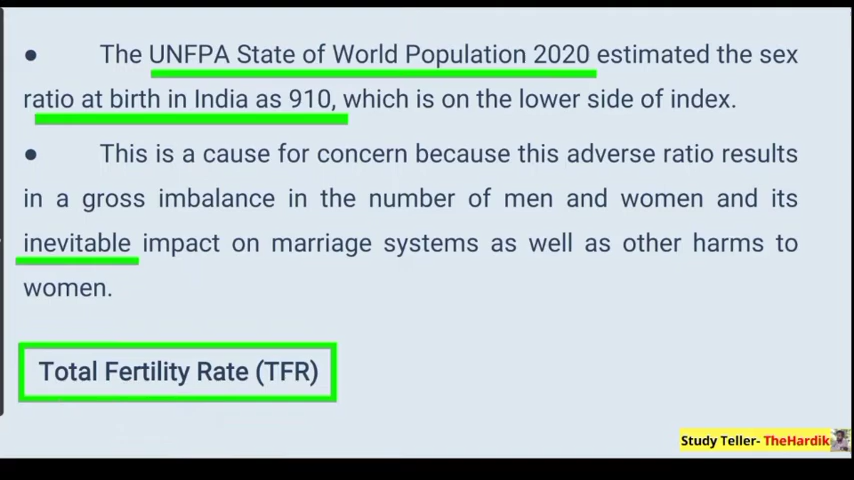 ● The UNFPA State of World Population 2020 estimated the sex
ratio at birth in India as 910, which is on the lower side of index.
● This is a cause for concern because this adverse ratio results
in a gross imbalance in the number of men and women and its
inevitable impact on marriage systems as well as other harms to
women.
Total Fertility Rate (TFR)
Study Teller- TheHardik